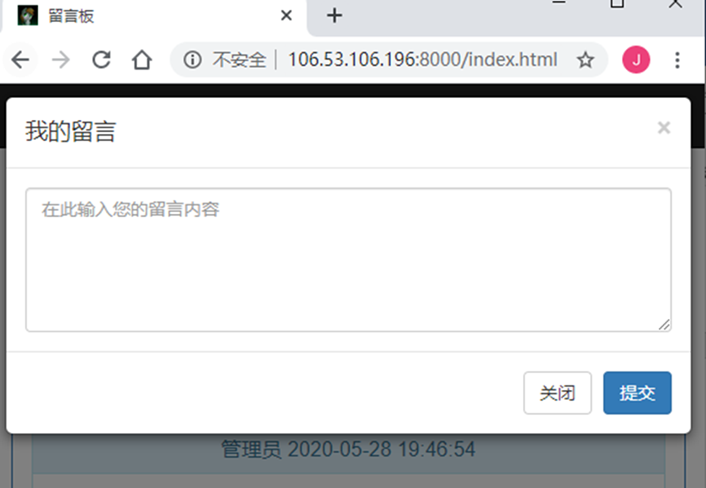 留言板
不安全 106.53.106.196:8000/index.html
J
我的留言
在此输入您的留言内容
关闭 提交
管理员 2020-05-28 19:46:54